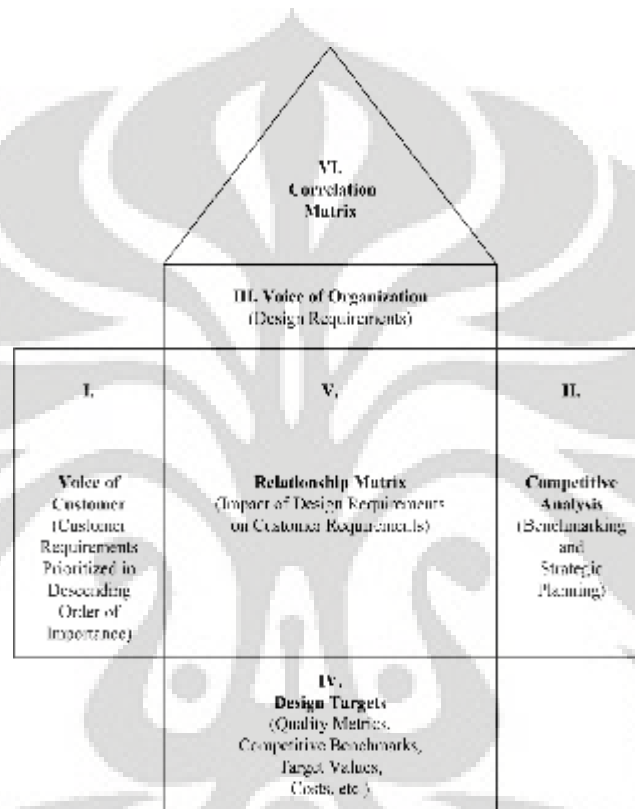 VI.
Correlation
Matrix
III. Voice of Organization
(Design Requirements)
I.
Voice of
Customer
(Customer
Requirements
Prioritized in
Descending
Order of
Importance)
V.
Relationship Matrix
(Impact of Design Requirements
on Customer Requirements)
II.
Competitive
Analysis
(Benchmarking
and
Strategic
Planning)
IV.
Design Targets
(Quality Metrics,
Competitive Benchmarks,
Target Values,
Costs, etc.)